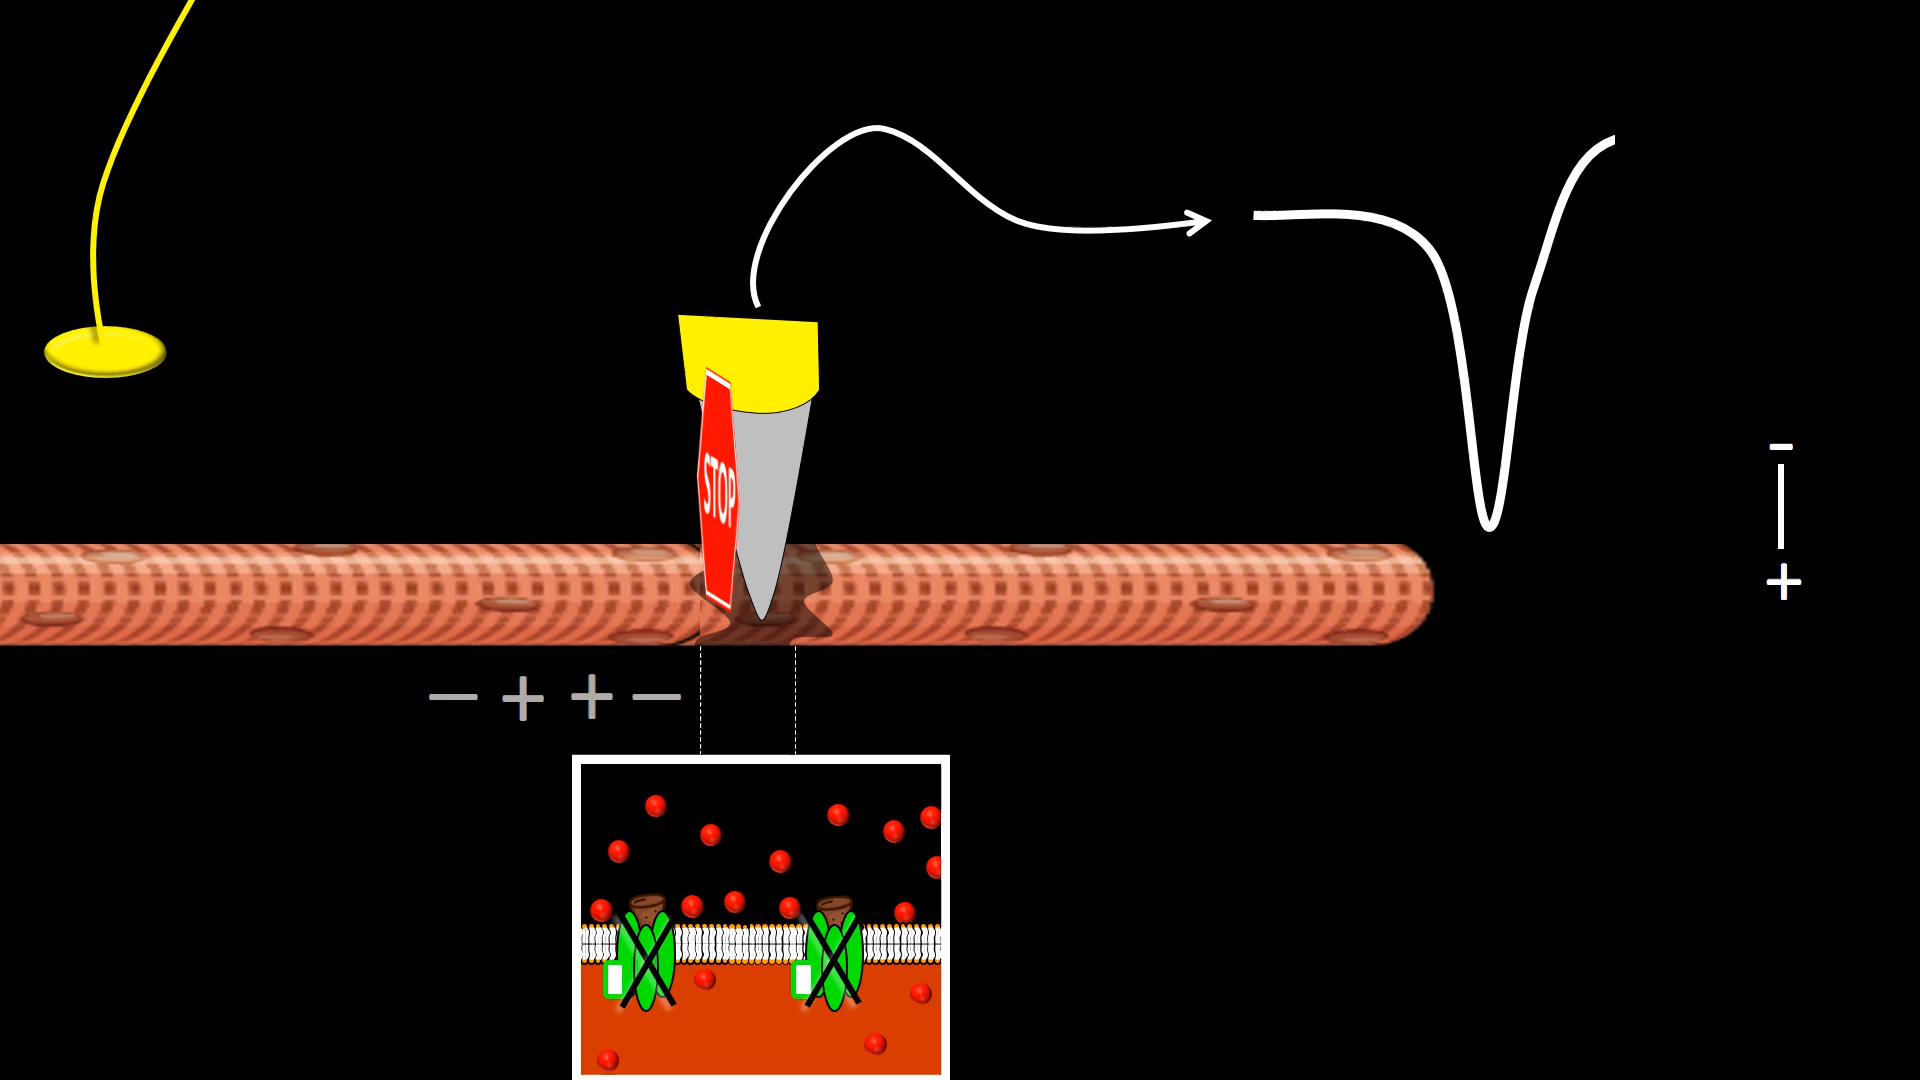 STOP
-
+
— + + —